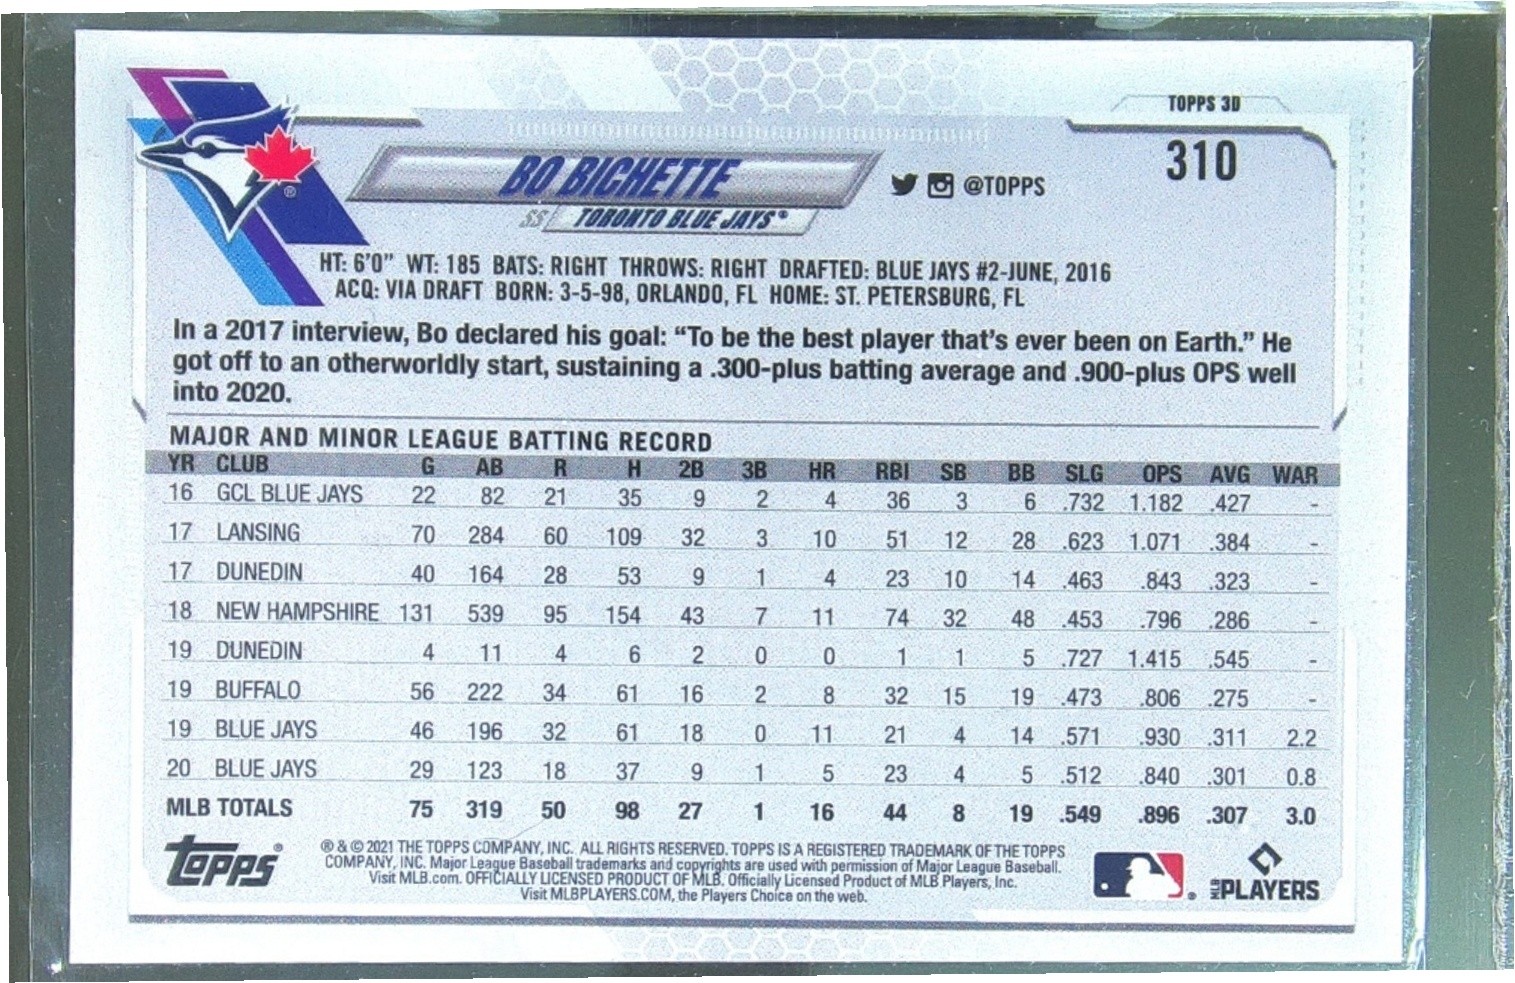 TOPPS 3D
310
BO BICHETTE
@TOPPS
SS TORONTO BLUE JAYS®
HT: 6'0" WT: 185 BATS: RIGHT THROWS: RIGHT DRAFTED: BLUE JAYS #2-JUNE, 2016
ACQ: VIA DRAFT BORN: 3-5-98, ORLANDO, FL HOME: ST. PETERSBURG, FL
In a 2017 interview, Bo declared his goal: “To be the best player that’s ever been on Earth.” He
got off to an otherworldly start, sustaining a .300-plus batting average and .900-plus OPS well
into 2020.
MAJOR AND MINOR LEAGUE BATTING RECORD
YR CLUB G AB R H 2B 3B HR RBI SB BB SLG OPS AVG WAR
16 GCL BLUE JAYS 22 82 21 35 9 2 4 36 3 6 .732 1.182 .427 -
17 LANSING 70 284 60 109 32 3 10 51 12 28 .623 1.071 .384 -
17 DUNEDIN 40 164 28 53 9 1 4 23 10 14 .463 .843 .323 -
18 NEW HAMPSHIRE 131 539 95 154 43 7 11 74 32 48 .453 .796 .286 -
19 DUNEDIN 4 11 4 6 2 0 0 1 1 5 .727 1.415 .545 -
19 BUFFALO 56 222 34 61 16 2 8 32 15 19 .473 .806 .275 -
19 BLUE JAYS 46 196 32 61 18 0 11 21 4 14 .571 .930 .311 2.2
20 BLUE JAYS 29 123 18 37 9 1 5 23 4 5 .512 .840 .301 0.8
MLB TOTALS 75 319 50 98 27 1 16 44 8 19 .549 .896 .307 3.0
Topps®
® & © 2021 THE TOPPS COMPANY, INC. ALL RIGHTS RESERVED. TOPPS IS A REGISTERED TRADEMARK OF THE TOPPS
COMPANY, INC. Major League Baseball trademarks and copyrights are used with permission of Major League Baseball.
Visit MLB.com. OFFICIALLY LICENSED PRODUCT OF MLB. Officially Licensed Product of MLB Players, Inc.
Visit MLBPLAYERS.COM, the Players Choice on the web.
MLB PLAYERS